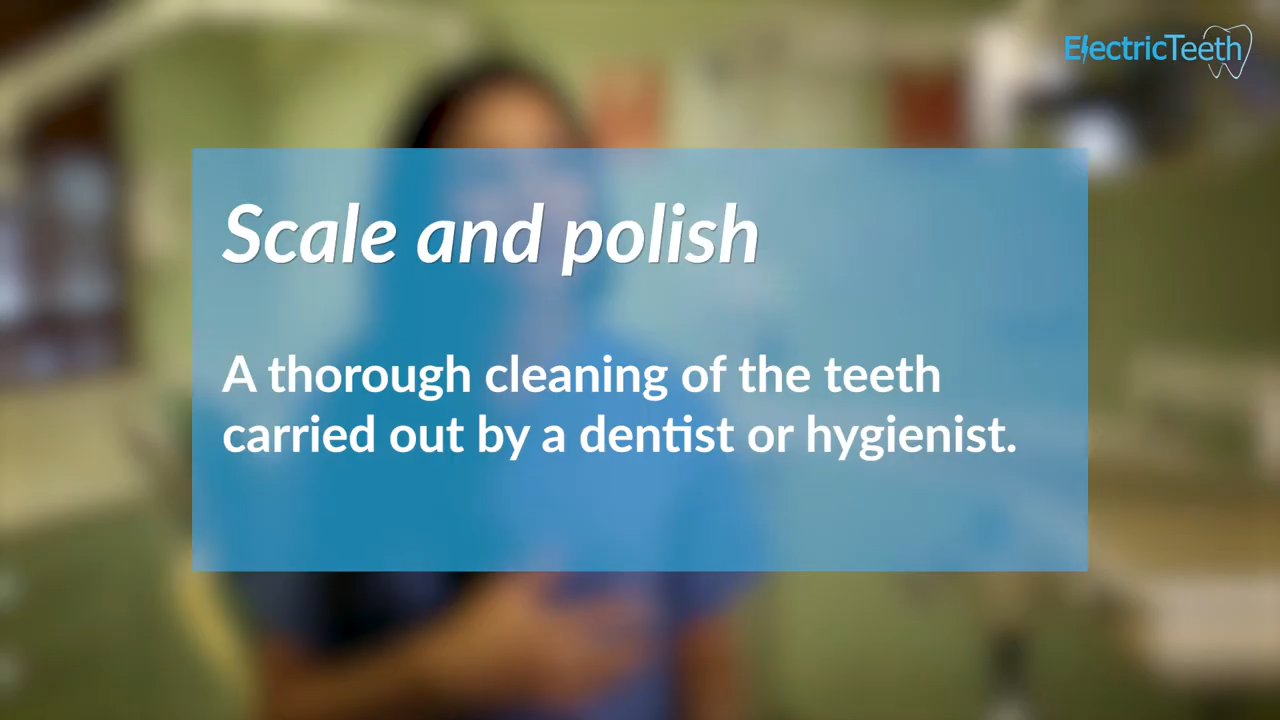 ElectricTeeth
Scale and polish
A thorough cleaning of the teeth
carried out by a dentist or hygienist.